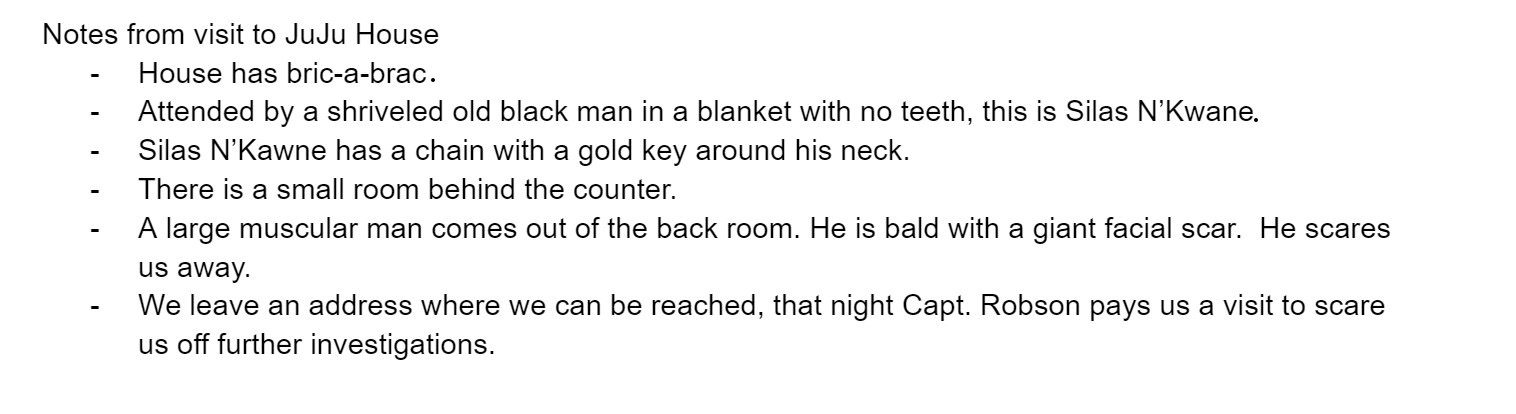 Notes from visit to JuJu House
- House has bric-a-brac.
- Attended by a shriveled old black man in a blanket with no teeth, this is Silas N’Kwane.
- Silas N’Kawne has a chain with a gold key around his neck.
- There is a small room behind the counter.
- A large muscular man comes out of the back room. He is bald with a giant facial scar.  He scares
us away.
- We leave an address where we can be reached, that night Capt. Robson pays us a visit to scare
us off further investigations.